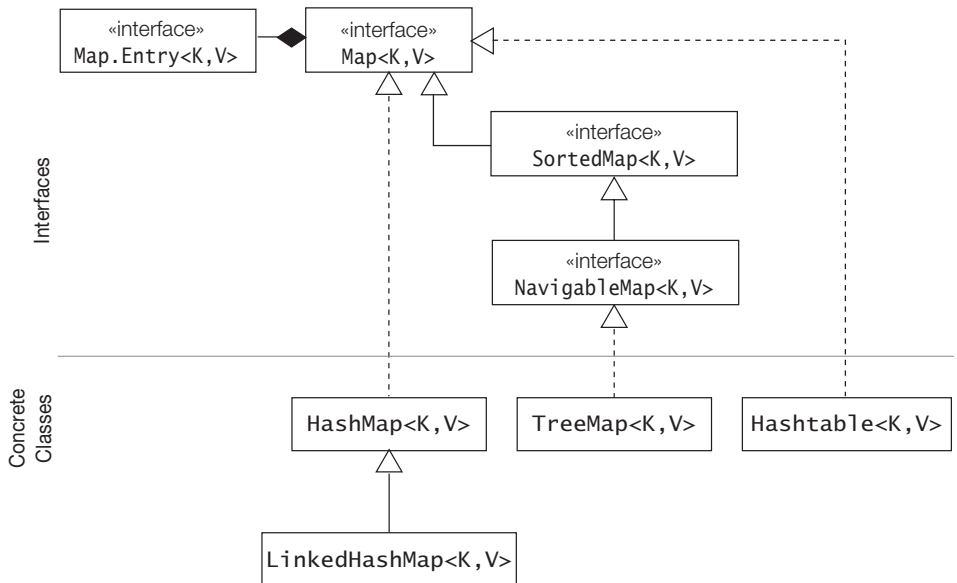 «interface»
Map.Entry<K,V>
«interface»
Map<K,V>
«interface»
SortedMap<K,V>
«interface»
NavigableMap<K,V>
Interfaces
Concrete
Classes
HashMap<K,V>
TreeMap<K,V>
Hashtable<K,V>
LinkedHashMap<K,V>